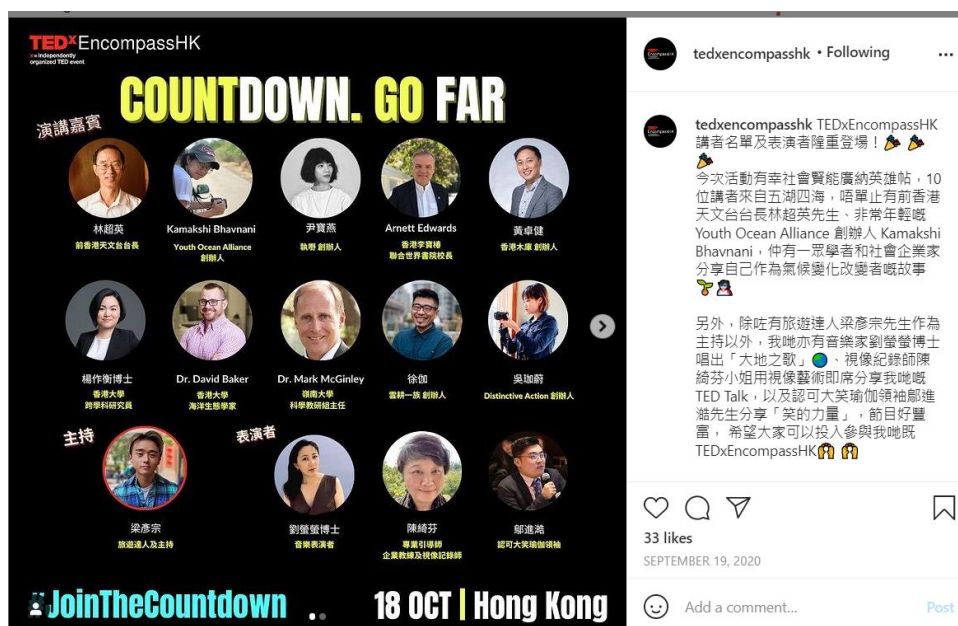 TEDxEncompassHK
x = independently
organized TED event
COUNTDOWN. GO FAR
演講嘉賓
林超英
前香港天文台台長
Kamakshi Bhavnani
Youth Ocean Alliance
創辦人
尹寶燕
執嘢 創辦人
Arnett Edwards
香港李寶椿
聯合世界書院校長
黃卓健
香港木庫 創辦人
楊作衡博士
香港大學
跨學科研究員
Dr. David Baker
香港大學
海洋生態學家
Dr. Mark McGinley
嶺南大學
科學教研組主任
徐伽
雲耕一族 創辦人
吳珈蔚
Distinctive Action 創辦人
主持
梁彥宗
旅遊達人及主持
表演者
劉螢螢博士
音樂表演者
陳綺芬
專業引導師
企業教練及視像記錄師
鄔進澔
認可大笑瑜伽領袖
#JoinTheCountdown
18 OCT | Hong Kong
tedxencompasshk • Following
tedxencompasshk TEDxEncompassHK
講者名單及表演者隆重登場！🎉 🎉
🎉
今次活動有幸社會賢能廣納英雄帖，10
位講者來自五湖四海，唔單止有前香港
天文台台長林超英先生、非常年輕嘅
Youth Ocean Alliance 創辦人 Kamakshi
Bhavnani，仲有一眾學者和社會企業家
分享自己作為氣候變化改變者嘅故事
另外，除咗有旅遊達人梁彥宗先生作為
主持以外，我哋亦有音樂家劉螢螢博士
唱出「大地之歌」🌏、視像紀錄師陳
綺芬小姐用視像藝術即席分享我哋嘅
TED Talk，以及認可大笑瑜伽領袖鄔進
澔先生分享「笑的力量」，節目好豐
富， 希望大家可以投入參與我哋既
TEDxEncompassHK🙌 🙌
33 likes
SEPTEMBER 19, 2020
Add a comment...
Post